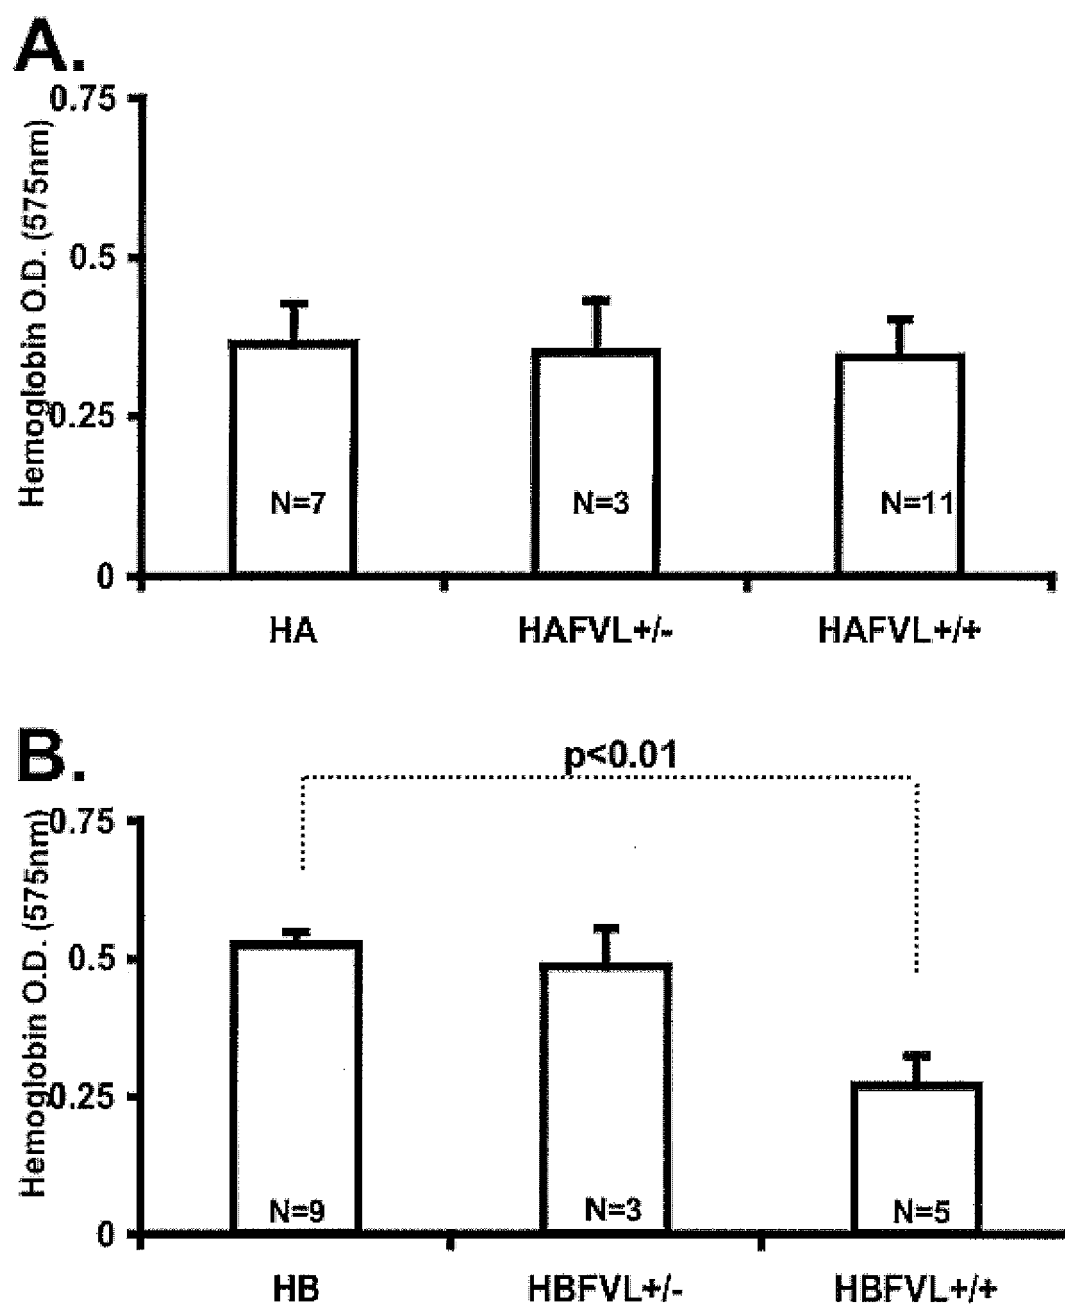 A.
Hemoglobin O.D. (575nm)
0.75
0.5
0.25
0
N=7
N=3
N=11
HA
HAFVL+/-
HAFVL+/+
B.
p<0.01
Hemoglobin O.D. (575nm)
0.75
0.5
0.25
0
N=9
N=3
N=5
HB
HBFVL+/-
HBFVL+/+